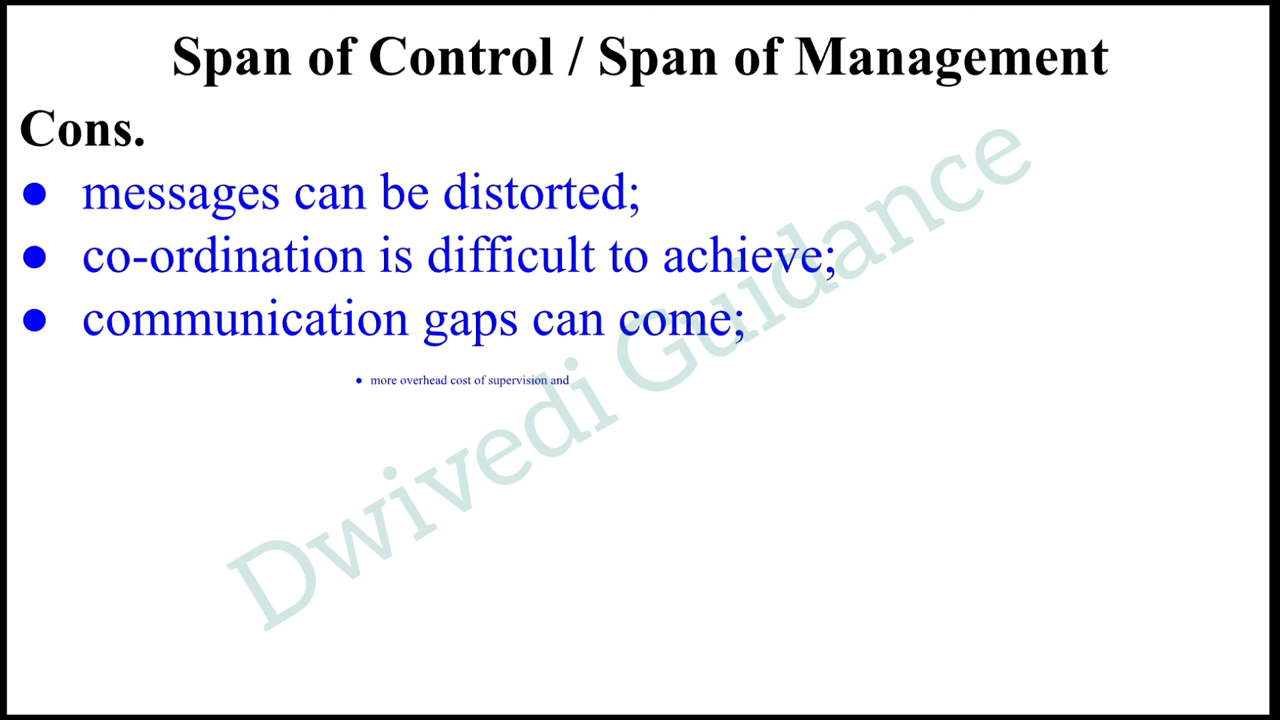 Span of Control / Span of Management
Cons.
● messages can be distorted;
● co-ordination is difficult to achieve;
● communication gaps can come;
● more overhead cost of supervision and
Dwivedi Guidance